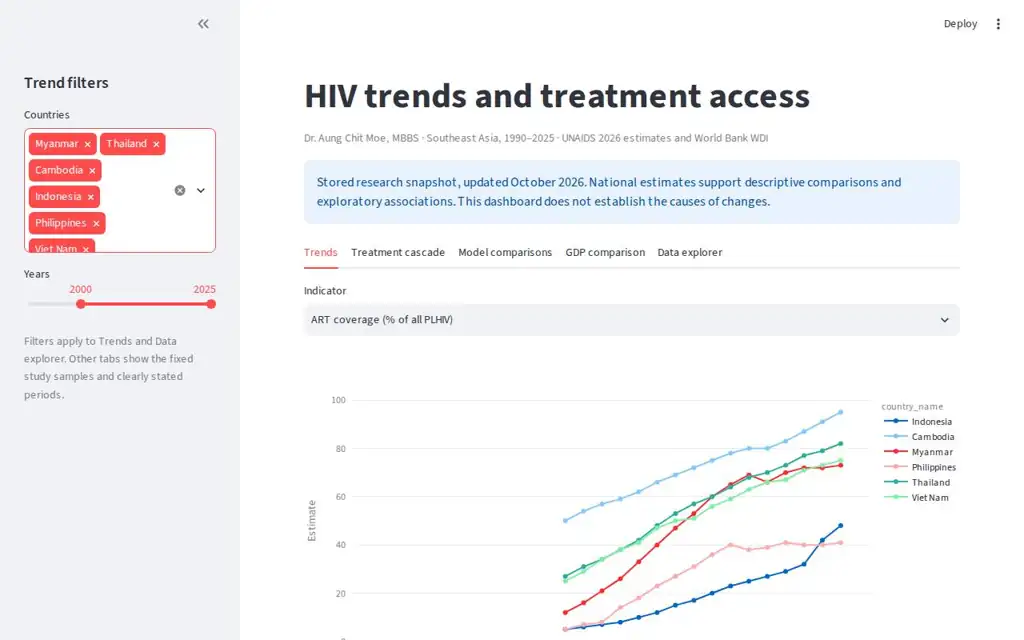 Deploy
Trend filters
Countries
Myanmar × Thailand ×
Cambodia ×
Indonesia ×
Philippines ×
Viet Nam ×
Years
2000 2025
Filters apply to Trends and Data
explorer. Other tabs show the fixed
study samples and clearly stated
periods.
HIV trends and treatment access
Dr. Aung Chit Moe, MBBS · Southeast Asia, 1990–2025 · UNAIDS 2026 estimates and World Bank WDI
Stored research snapshot, updated October 2026. National estimates support descriptive comparisons and
exploratory associations. This dashboard does not establish the causes of changes.
Trends Treatment cascade Model comparisons GDP comparison Data explorer
Indicator
ART coverage (% of all PLHIV)
100
80
60
40
20
Estimate
country_name
Indonesia
Cambodia
Myanmar
Philippines
Thailand
Viet Nam